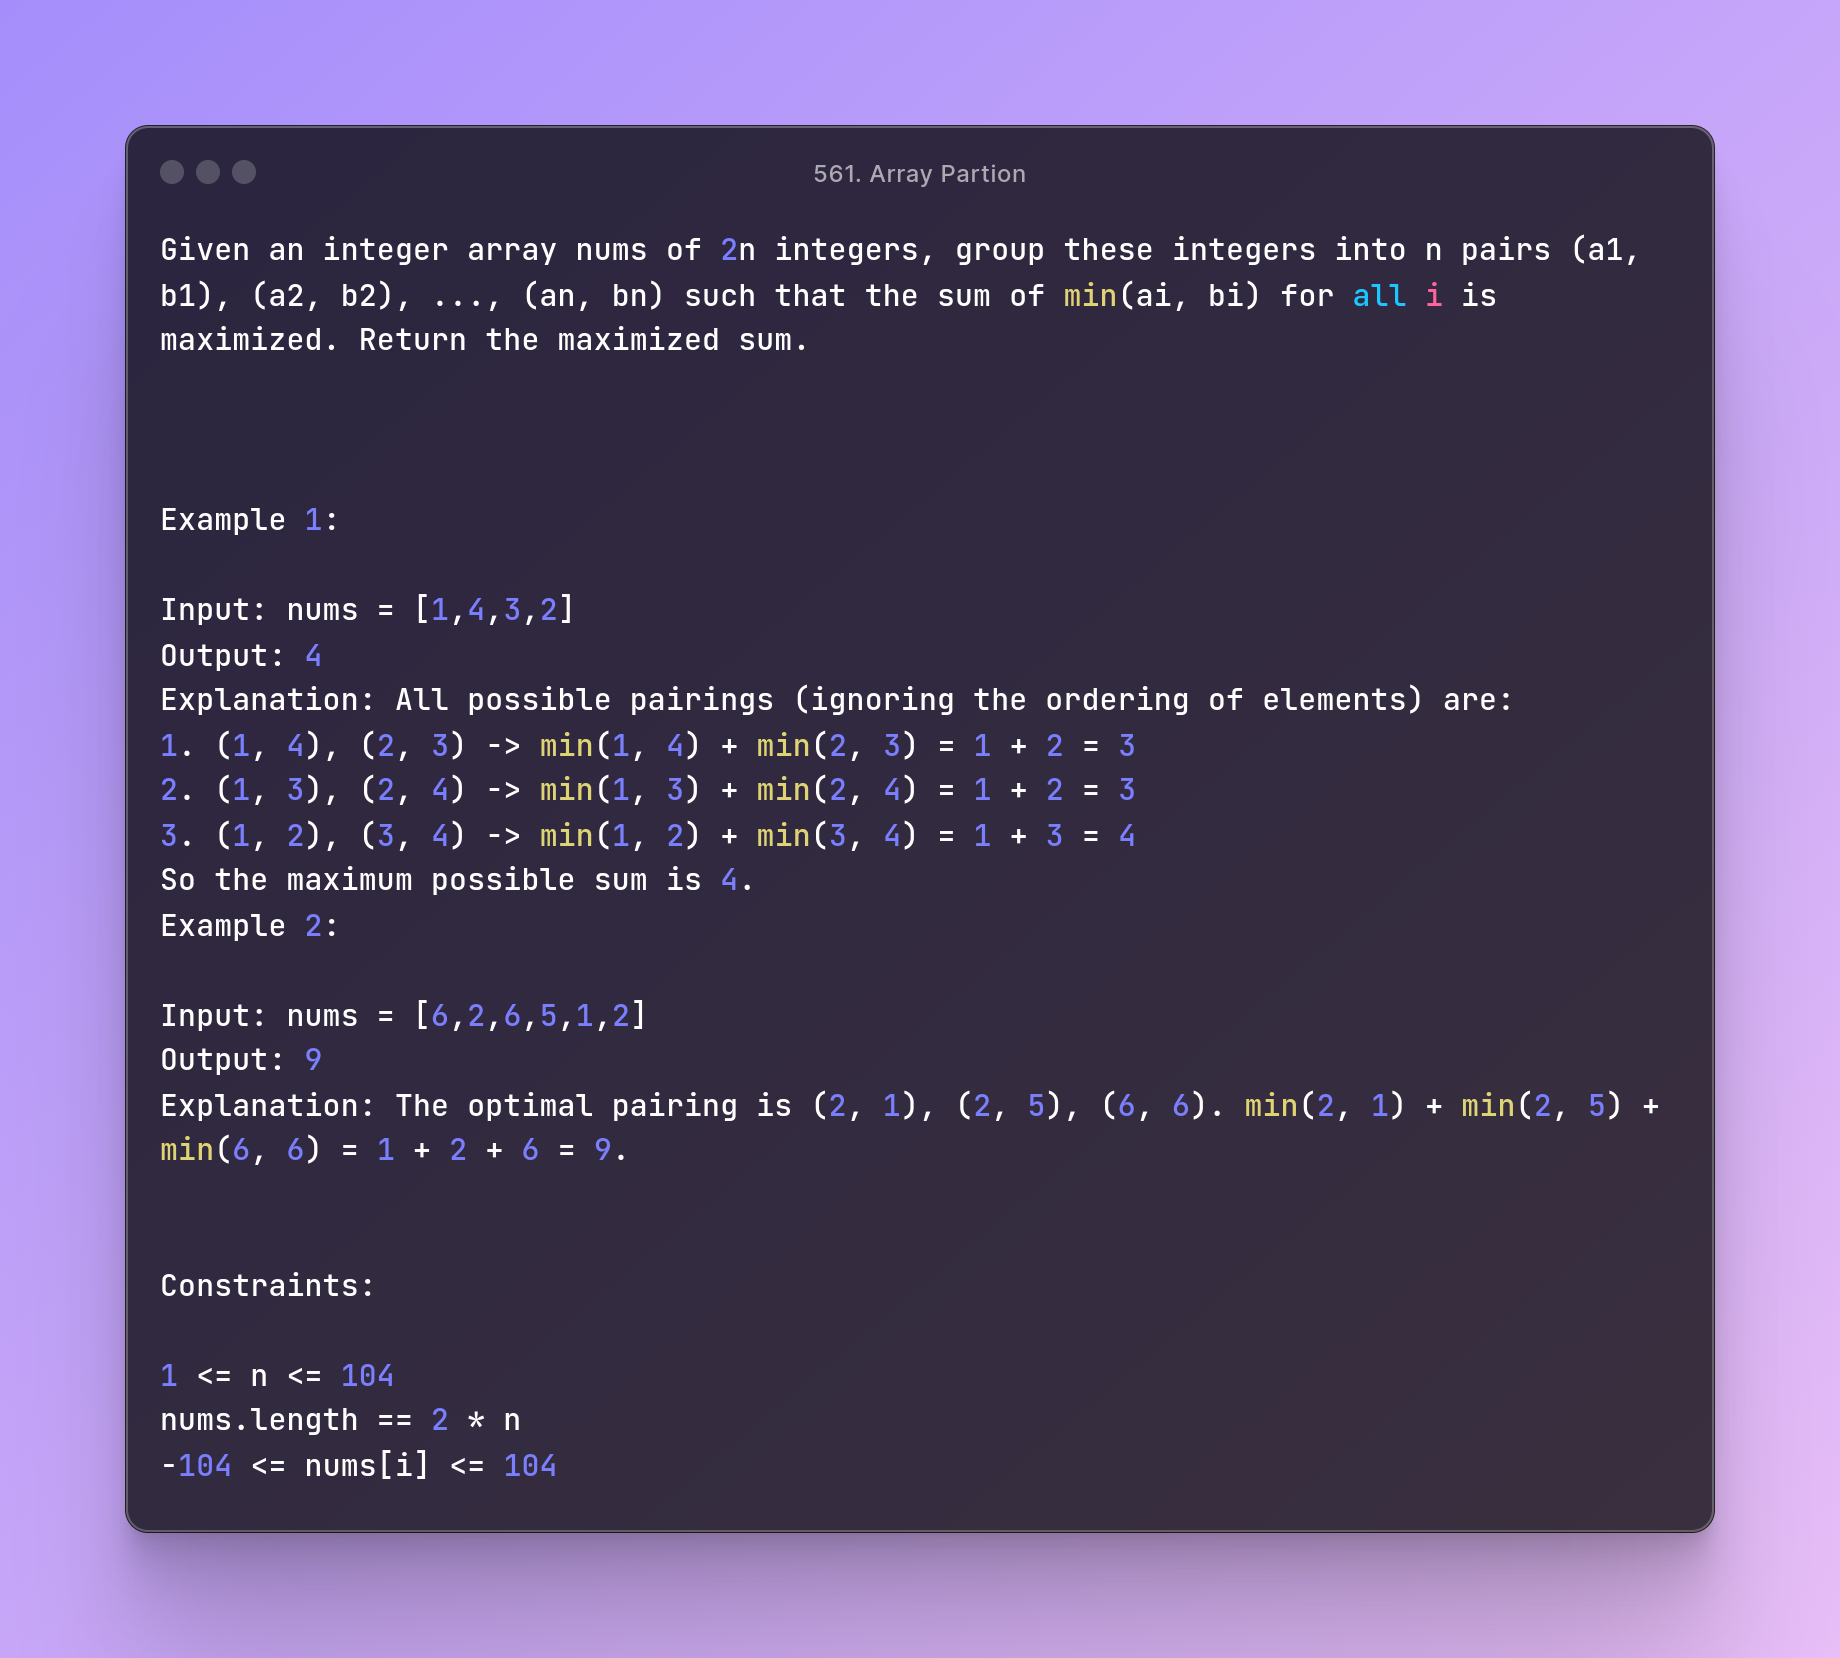 561. Array Partion
Given an integer array nums of 2n integers, group these integers into n pairs (a1,
b1), (a2, b2), ..., (an, bn) such that the sum of min(ai, bi) for all i is
maximized. Return the maximized sum.
Example 1:
Input: nums = [1,4,3,2]
Output: 4
Explanation: All possible pairings (ignoring the ordering of elements) are:
1. (1, 4), (2, 3) -> min(1, 4) + min(2, 3) = 1 + 2 = 3
2. (1, 3), (2, 4) -> min(1, 3) + min(2, 4) = 1 + 2 = 3
3. (1, 2), (3, 4) -> min(1, 2) + min(3, 4) = 1 + 3 = 4
So the maximum possible sum is 4.
Example 2:
Input: nums = [6,2,6,5,1,2]
Output: 9
Explanation: The optimal pairing is (2, 1), (2, 5), (6, 6). min(2, 1) + min(2, 5) +
min(6, 6) = 1 + 2 + 6 = 9.
Constraints:
1 <= n <= 104
nums.length == 2 * n
-104 <= nums[i] <= 104